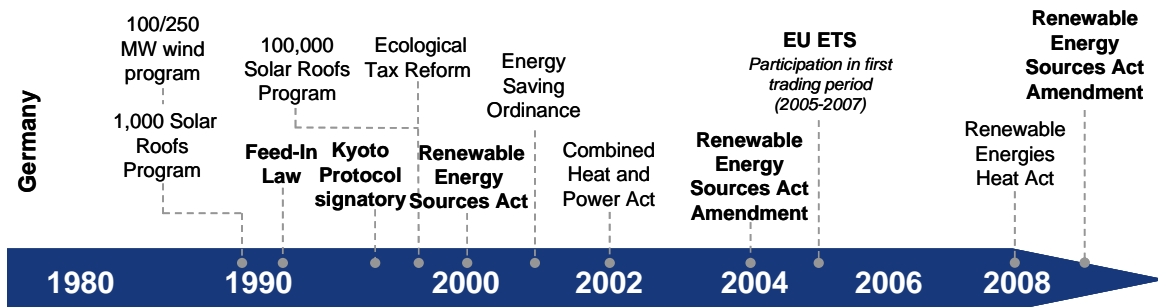 Germany
100/250
MW wind
program
1,000 Solar
Roofs
Program
Feed-In
Law
100,000
Solar Roofs
Program
Kyoto
Protocol
signatory
Ecological
Tax Reform
Renewable
Energy
Sources Act
Energy
Saving
Ordinance
Combined
Heat and
Power Act
Renewable
Energy
Sources Act
Amendment
EU ETS
Participation in first
trading period
(2005-2007)
Renewable
Energies
Heat Act
Renewable
Energy
Sources Act
Amendment
1980 1990 2000 2002 2004 2006 2008